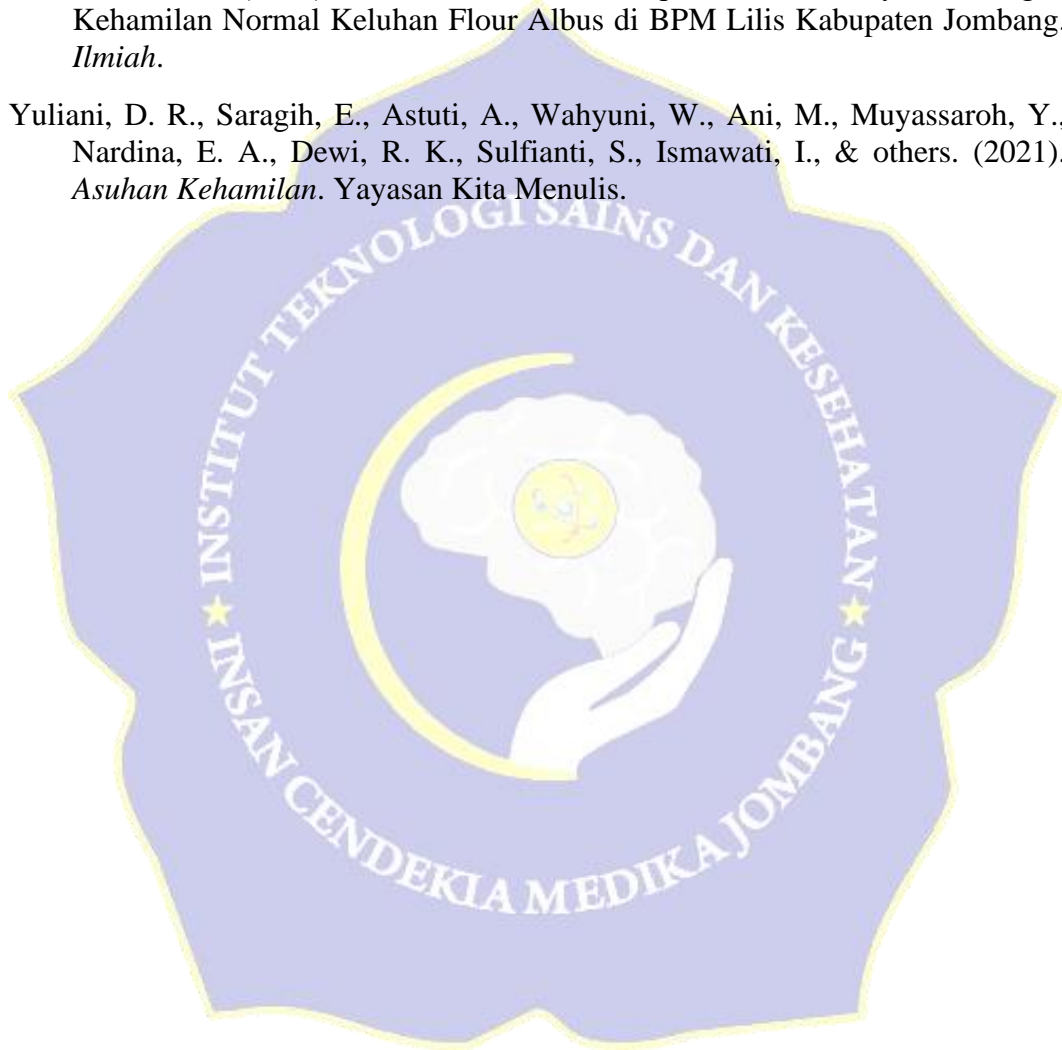 Kehamilan Normal Keluhan Flour Albus di BPM Lilis Kabupaten Jombang.
Ilmiah.
Yuliani, D. R., Saragih, E., Astuti, A., Wahyuni, W., Ani, M., Muyassaroh, Y.,
Nardina, E. A., Dewi, R. K., Sulfianti, S., Ismawati, I., & others. (2021).
Asuhan Kehamilan. Yayasan Kita Menulis.
INSTITUT TEKNOLOGI SAINS DAN KESEHATAN
INSAN CENDEKIA MEDIKA JOMBANG